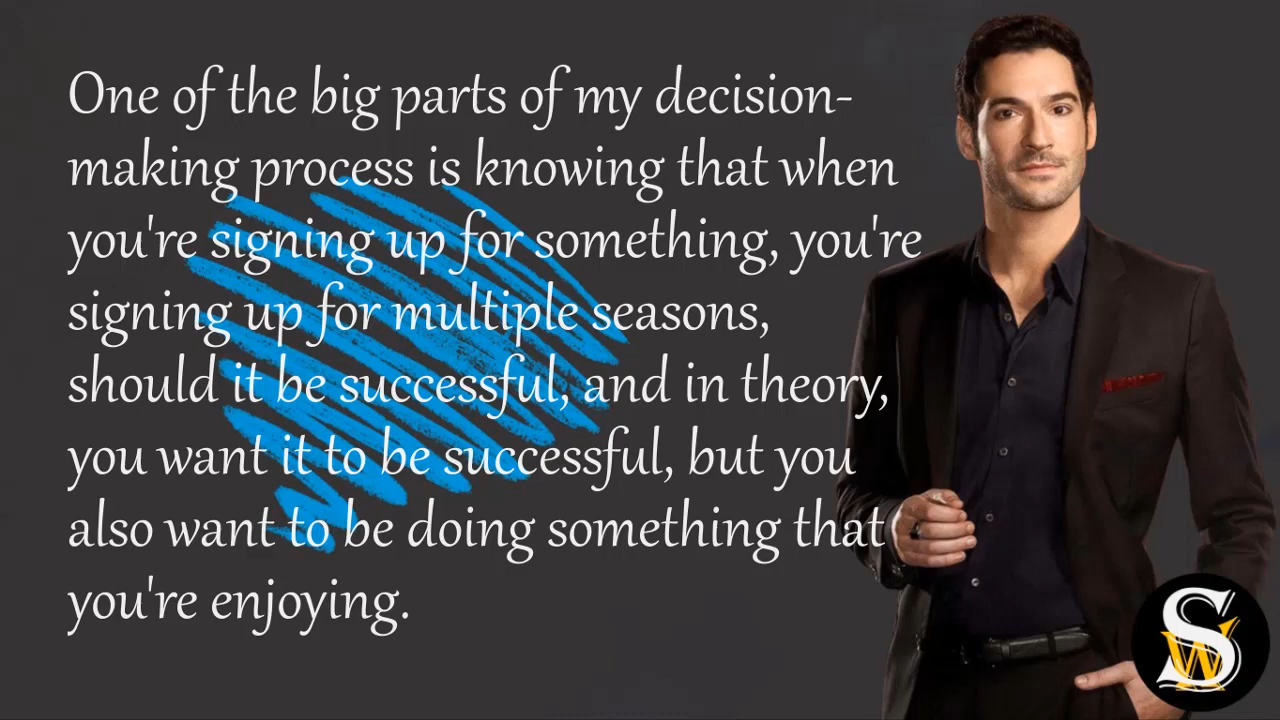 One of the big parts of my decision-
making process is knowing that when
you're signing up for something, you're
signing up for multiple seasons,
should it be successful, and in theory,
you want it to be successful, but you
also want to be doing something that
you're enjoying.
SW